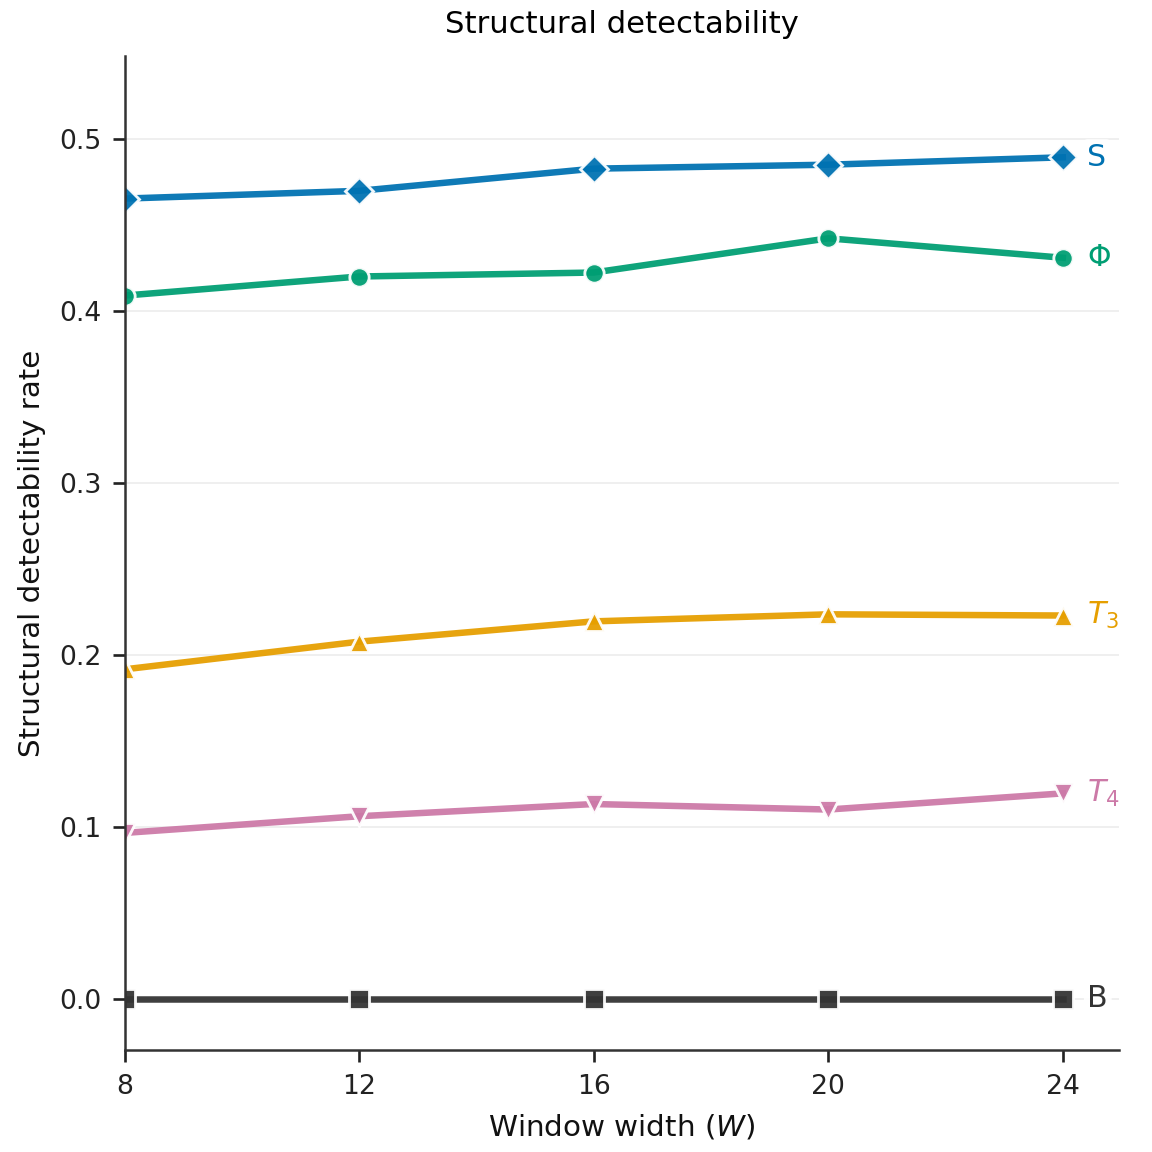 Structural detectability
Structural detectability rate
0.5
0.4
0.3
0.2
0.1
0.0
S
Φ
T₃
T₄
B
8 12 16 20 24
Window width (W)